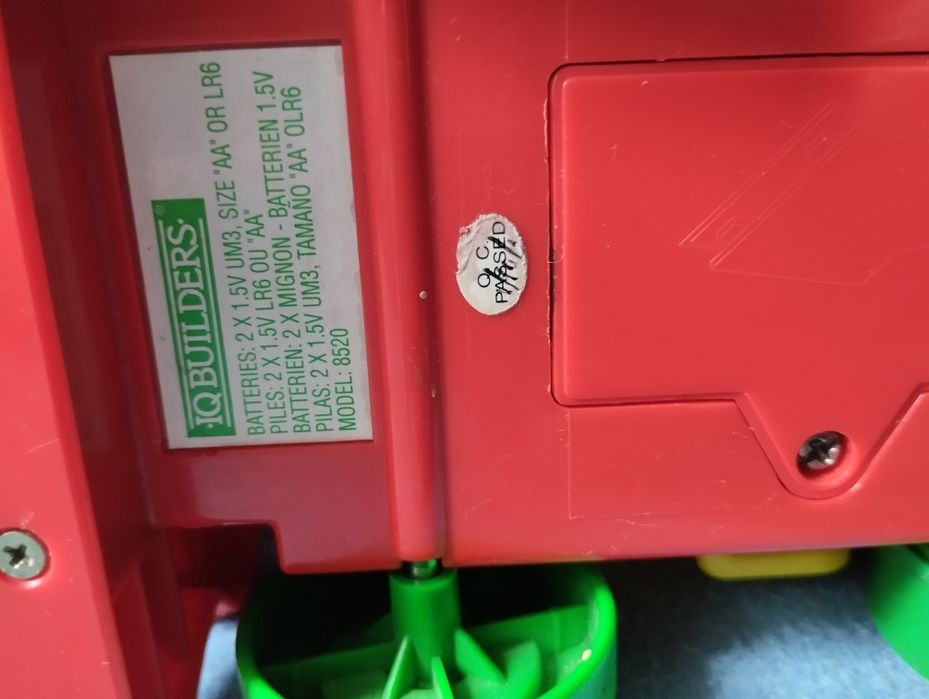 IQ BUILDERS®
BATTERIES: 2 X 1.5V UM3, SIZE "AA" OR LR6
PILES: 2 X 1.5V LR6 OU "AA"
BATTERIEN: 2 X MIGNON - BATTERIEN 1.5V
PILAS: 2 X 1.5V UM3, TAMAÑO "AA" OLR6
MODEL: 8520
Q. C.
PASSED